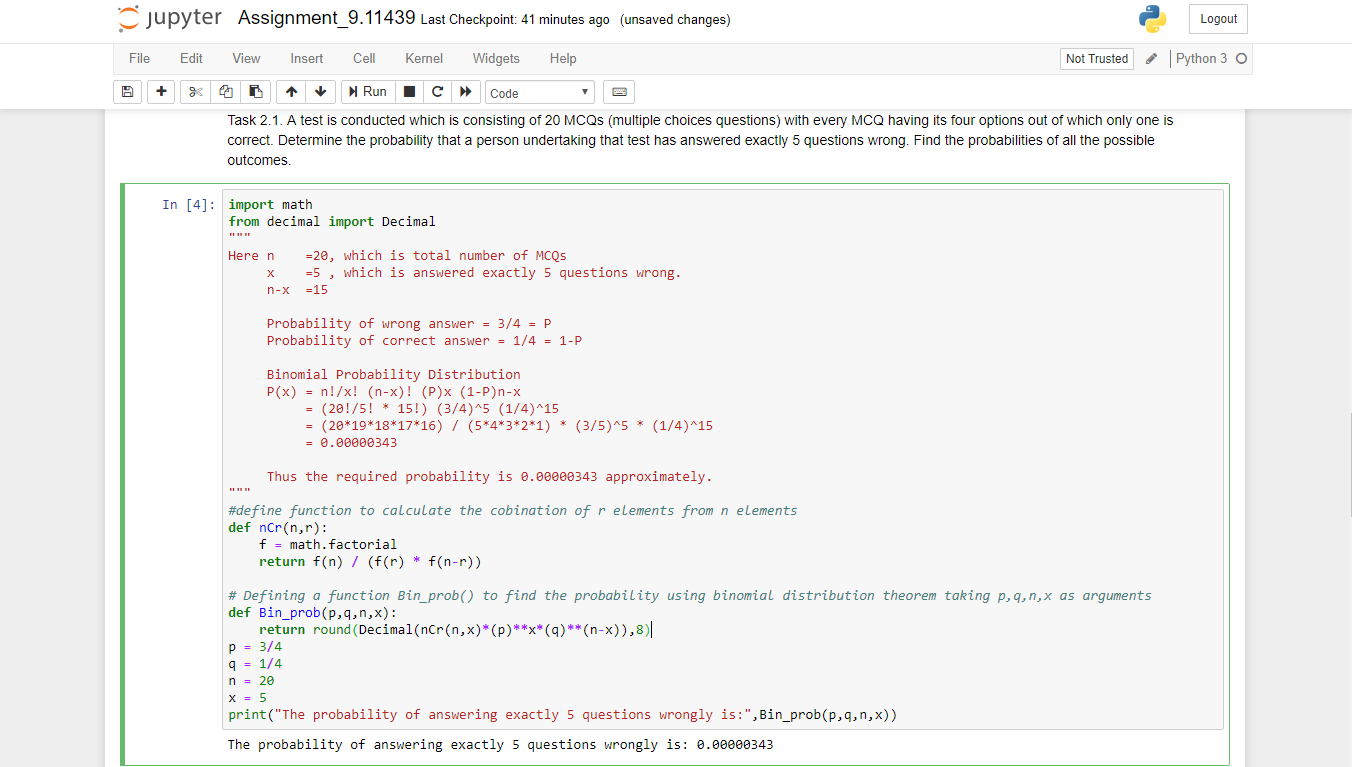 jupyter Assignment_9.11439 Last Checkpoint: 41 minutes ago (unsaved changes)
Logout
File Edit View Insert Cell Kernel Widgets Help
Not Trusted Python 3
Run Code
Task 2.1. A test is conducted which is consisting of 20 MCQs (multiple choices questions) with every MCQ having its four options out of which only one is
correct. Determine the probability that a person undertaking that test has answered exactly 5 questions wrong. Find the probabilities of all the possible
outcomes.
In [4]:
import math
from decimal import Decimal
"""
Here n    =20, which is total number of MCQs
     x    =5 , which is answered exactly 5 questions wrong.
     n-x  =15
     Probability of wrong answer = 3/4 = P
     Probability of correct answer = 1/4 = 1-P
     Binomial Probability Distribution
     P(x) = n!/x! (n-x)! (P)x (1-P)n-x
          = (20!/5! * 15!) (3/4)^5 (1/4)^15
          = (20*19*18*17*16) / (5*4*3*2*1) * (3/5)^5 * (1/4)^15
          = 0.00000343
     Thus the required probability is 0.00000343 approximately.
"""
#define function to calculate the cobination of r elements from n elements
def nCr(n,r):
    f = math.factorial
    return f(n) / (f(r) * f(n-r))
# Defining a function Bin_prob() to find the probability using binomial distribution theorem taking p,q,n,x as arguments
def Bin_prob(p,q,n,x):
    return round(Decimal(nCr(n,x)*(p)**x*(q)**(n-x)),8)
p = 3/4
q = 1/4
n = 20
x = 5
print("The probability of answering exactly 5 questions wrongly is:",Bin_prob(p,q,n,x))
The probability of answering exactly 5 questions wrongly is: 0.00000343